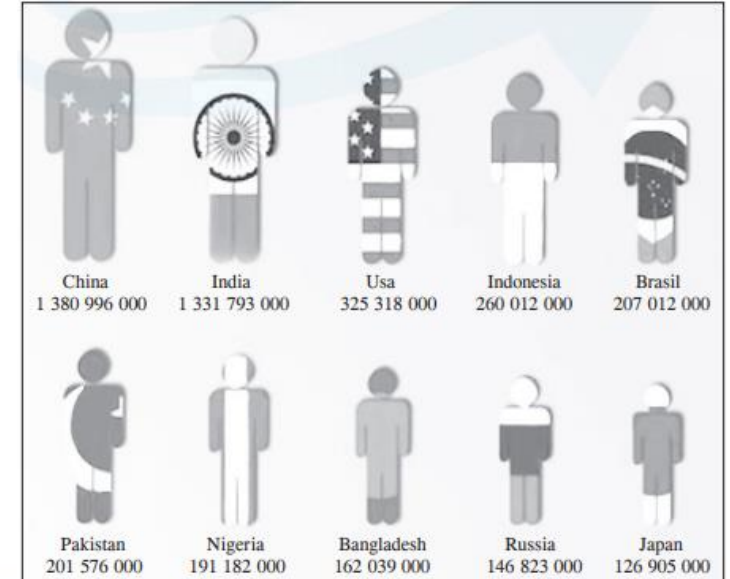 China India Usa Indonesia Brasil
1 380 996 000 1 331 793 000 325 318 000 260 012 000 207 012 000
Pakistan Nigeria Bangladesh Russia Japan
201 576 000 191 182 000 162 039 000 146 823 000 126 905 000